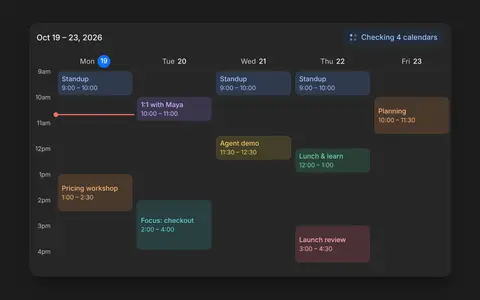 Oct 19 – 23, 2026
Checking 4 calendars
Mon 19
Tue 20
Wed 21
Thu 22
Fri 23
9am
10am
11am
12pm
1pm
2pm
3pm
4pm
Standup
9:00 – 10:00
Pricing workshop
1:00 – 2:30
1:1 with Maya
10:00 – 11:00
Focus: checkout
2:00 – 4:00
Standup
9:00 – 10:00
Agent demo
11:30 – 12:30
Standup
9:00 – 10:00
Lunch & learn
12:00 – 1:00
Launch review
3:00 – 4:30
Planning
10:00 – 11:30